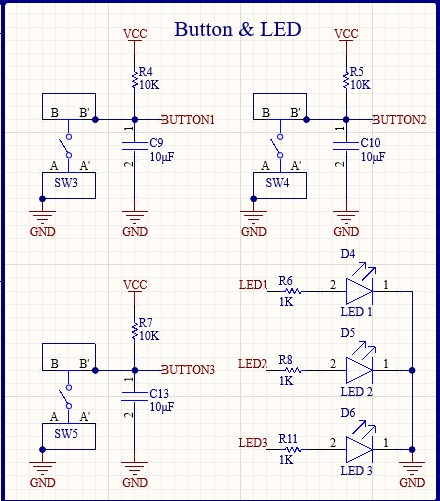 Button & LED
VCC
R4
10K
B B'
BUTTON1
1
C9
10µF
2
A A'
SW3
GND
GND
VCC
R5
10K
B B'
BUTTON2
1
C10
10µF
2
A A'
SW4
GND
GND
VCC
R7
10K
B B'
BUTTON3
1
C13
10µF
2
A A'
SW5
GND
GND
D4
LED1 R6 2 1
1K LED 1
D5
LED2 R8 2 1
1K LED 2
D6
LED3 R11 2 1
1K LED 3
GND